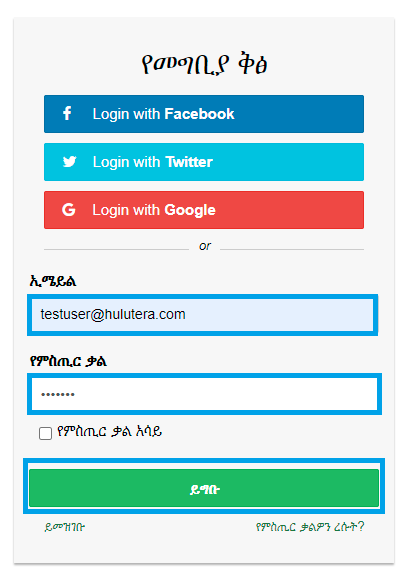 የመግቢያ ቅፅ
Login with Facebook
Login with Twitter
Login with Google
or
ኢሜይል
testuser@hulutera.com
የምስጢር ቃል
•••••••
የምስጢር ቃል አሳይ
ይግቡ
ይመዝገቡ
የምስጢር ቃልዎን ረሱት?